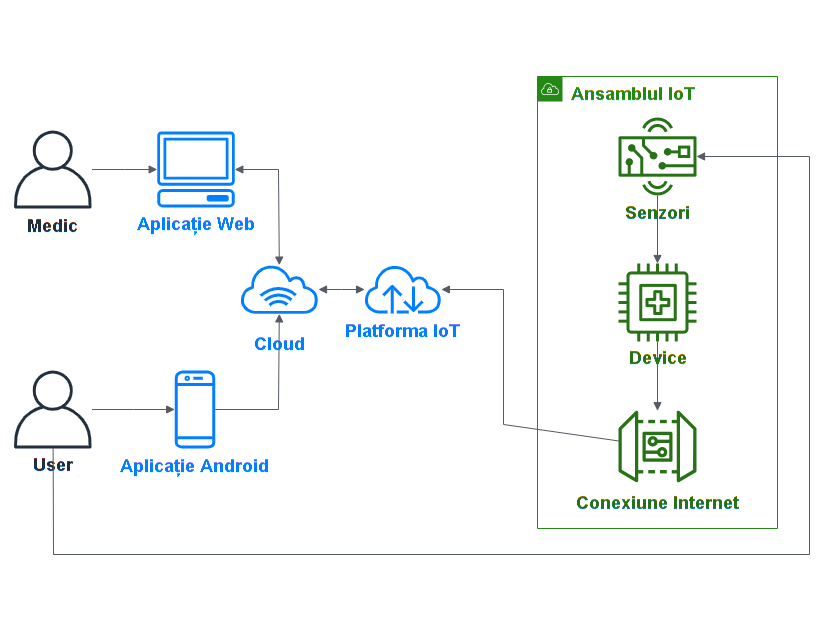 Ansamblul IoT
Medic
Aplicație Web
Senzori
Cloud
Platforma IoT
Device
User
Aplicație Android
Conexiune Internet